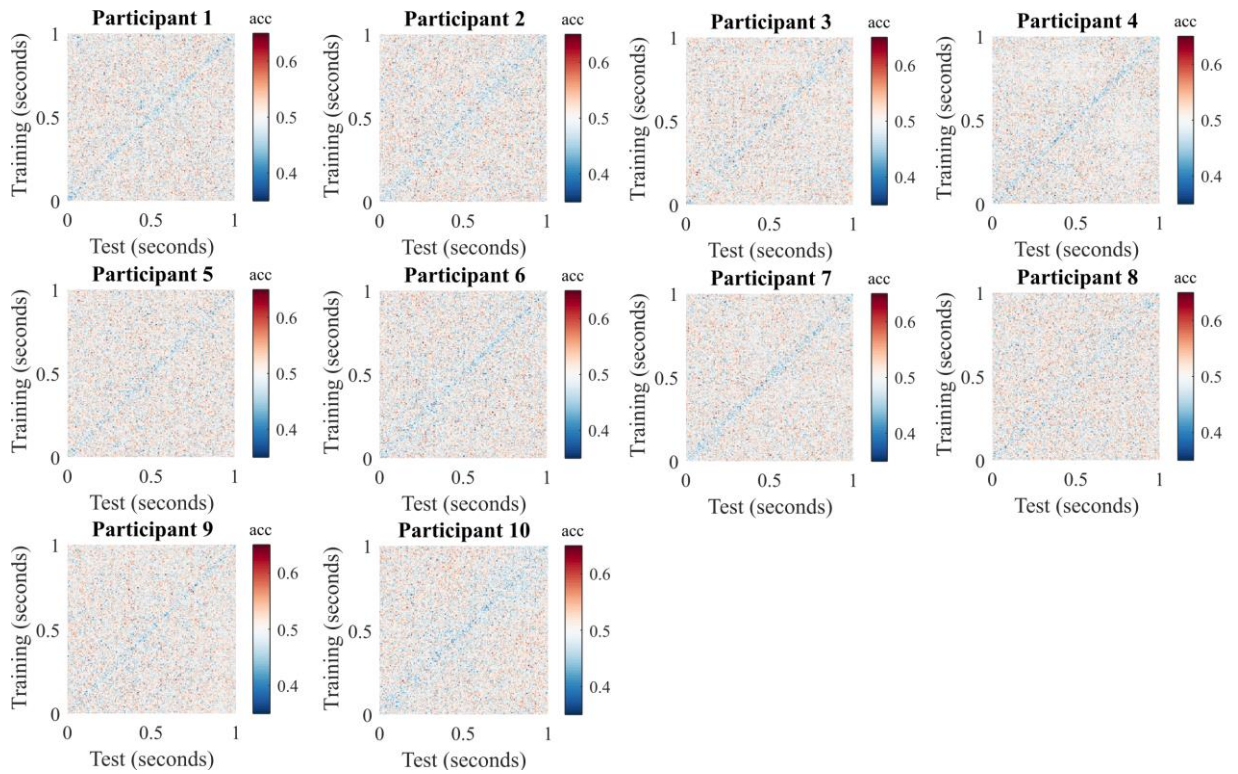 Participant 1 acc
Training (seconds)
1
0.5
0
0 0.5 1
Test (seconds)
0.6
0.5
0.4
Participant 2 acc
Training (seconds)
1
0.5
0
0 0.5 1
Test (seconds)
0.6
0.5
0.4
Participant 3 acc
Training (seconds)
1
0.5
0
0 0.5 1
Test (seconds)
0.6
0.5
0.4
Participant 4 acc
Training (seconds)
1
0.5
0
0 0.5 1
Test (seconds)
0.6
0.5
0.4
Participant 5 acc
Training (seconds)
1
0.5
0
0 0.5 1
Test (seconds)
0.6
0.5
0.4
Participant 6 acc
Training (seconds)
1
0.5
0
0 0.5 1
Test (seconds)
0.6
0.5
0.4
Participant 7 acc
Training (seconds)
1
0.5
0
0 0.5 1
Test (seconds)
0.6
0.5
0.4
Participant 8 acc
Training (seconds)
1
0.5
0
0 0.5 1
Test (seconds)
0.6
0.5
0.4
Participant 9 acc
Training (seconds)
1
0.5
0
0 0.5 1
Test (seconds)
0.6
0.5
0.4
Participant 10 acc
Training (seconds)
1
0.5
0
0 0.5 1
Test (seconds)
0.6
0.5
0.4